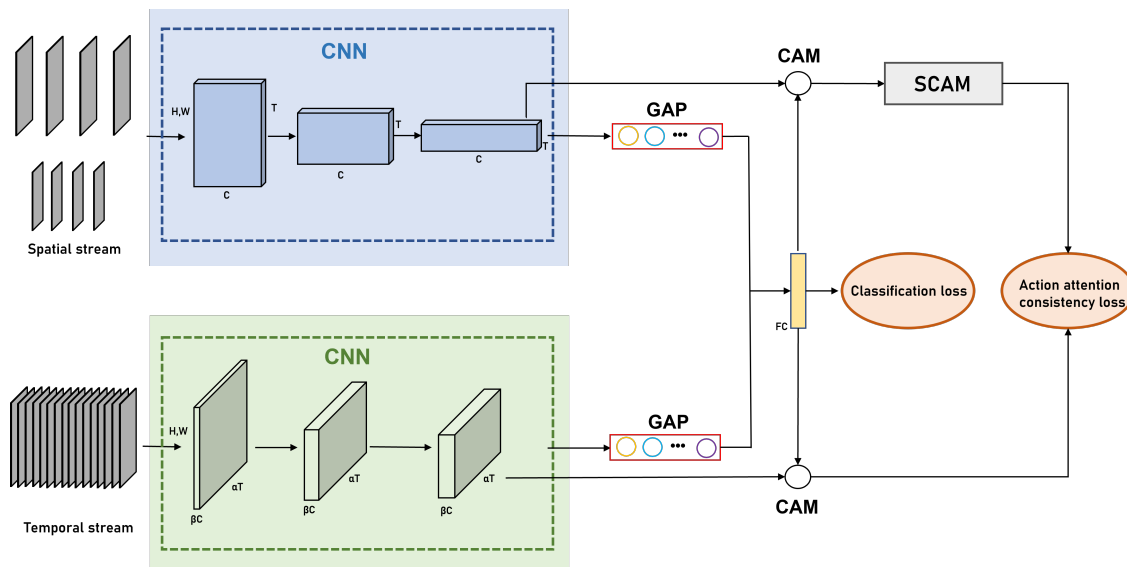 CNN
CAM
SCAM
H,W
T
T
GAP
•••
T
C
C
C
Spatial stream
Classification loss
Action attention
consistency loss
FC
CNN
GAP
•••
H,W
αT
αT
αT
βC
βC
βC
CAM
Temporal stream